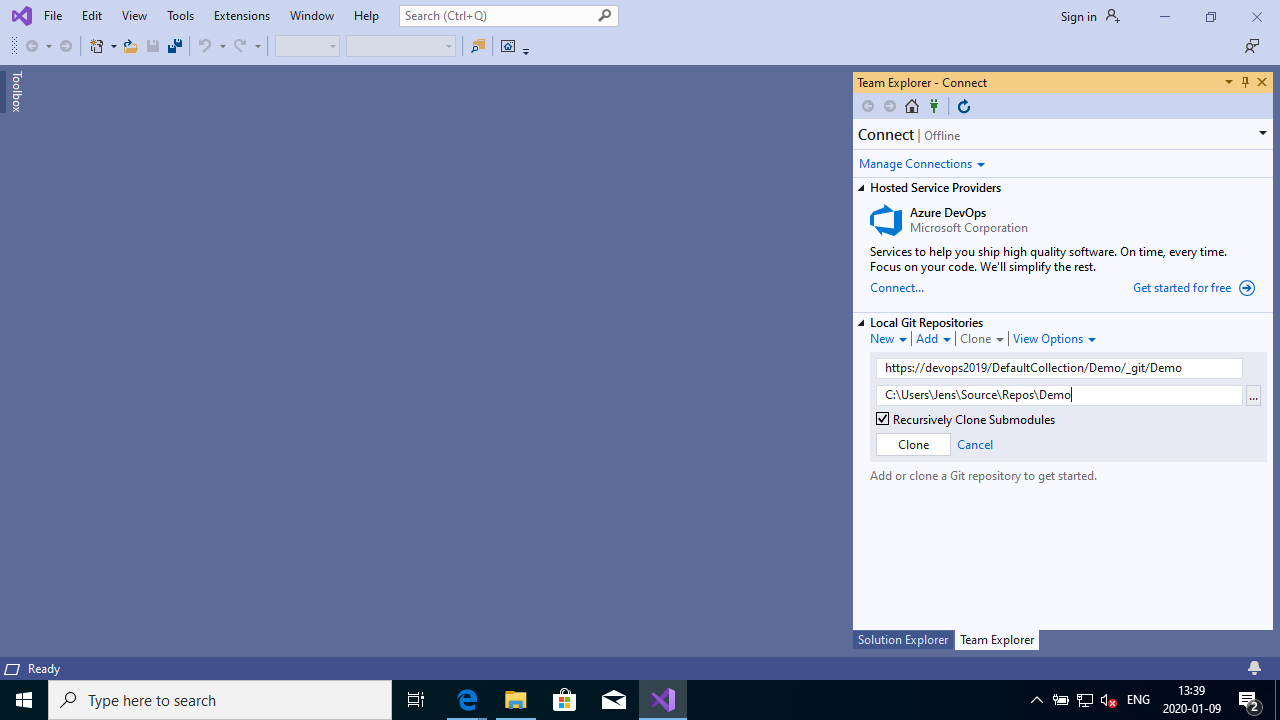 File Edit View Tools Extensions Window Help Search (Ctrl+Q) Sign in
Toolbox
Team Explorer - Connect
Connect | Offline
Manage Connections
Hosted Service Providers
Azure DevOps
Microsoft Corporation
Services to help you ship high quality software. On time, every time.
Focus on your code. We'll simplify the rest.
Connect... Get started for free
Local Git Repositories
New Add Clone View Options
https://devops2019/DefaultCollection/Demo/_git/Demo
C:\Users\Jens\Source\Repos\Demo ...
Recursively Clone Submodules
Clone Cancel
Add or clone a Git repository to get started.
Solution Explorer Team Explorer
Ready
Type here to search
ENG
13:39
2020-01-09
2